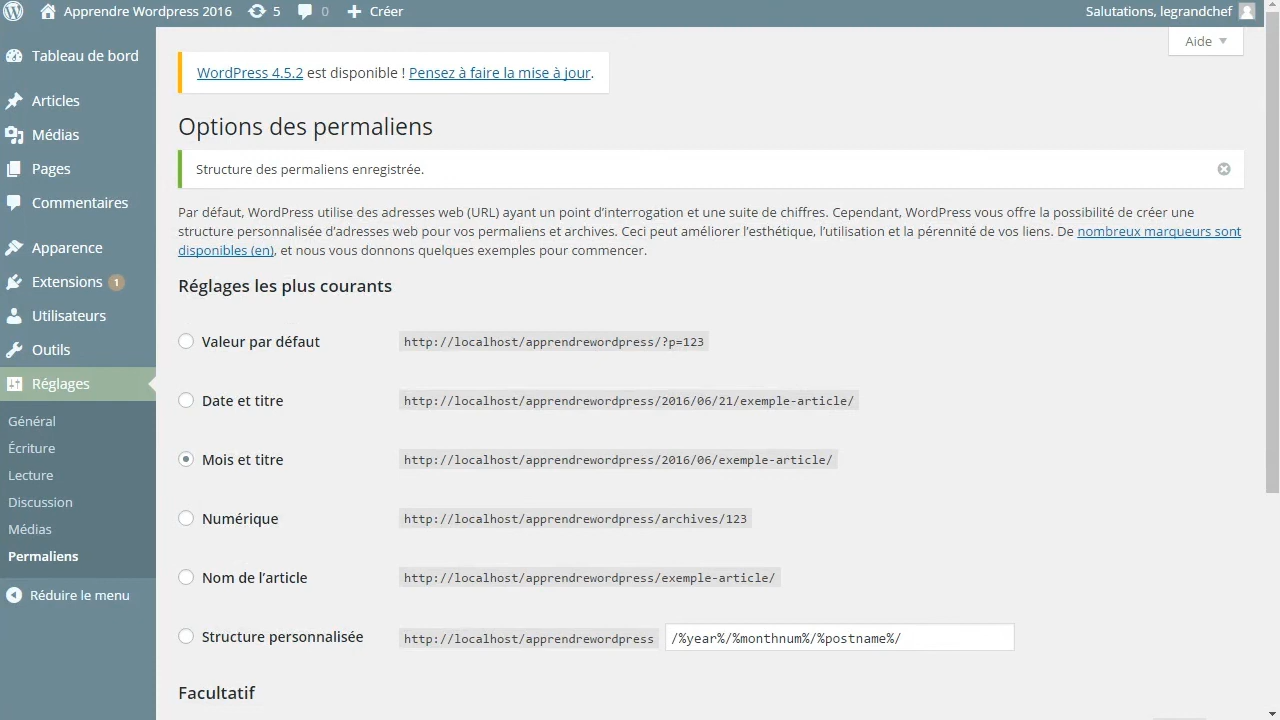 Apprendre Wordpress 2016 5 0 Créer Salutations, legrandchef
Aide
Tableau de bord
Articles
Médias
Pages
Commentaires
Apparence
Extensions 1
Utilisateurs
Outils
Réglages
Général
Écriture
Lecture
Discussion
Médias
Permaliens
Réduire le menu
WordPress 4.5.2 est disponible ! Pensez à faire la mise à jour.
Options des permaliens
Structure des permaliens enregistrée.
Par défaut, WordPress utilise des adresses web (URL) ayant un point d’interrogation et une suite de chiffres. Cependant, WordPress vous offre la possibilité de créer une
structure personnalisée d’adresses web pour vos permaliens et archives. Ceci peut améliorer l’esthétique, l’utilisation et la pérennité de vos liens. De nombreux marqueurs sont
disponibles (en), et nous vous donnons quelques exemples pour commencer.
Réglages les plus courants
Valeur par défaut http://localhost/apprendrewordpress/?p=123
Date et titre http://localhost/apprendrewordpress/2016/06/21/exemple-article/
Mois et titre http://localhost/apprendrewordpress/2016/06/exemple-article/
Numérique http://localhost/apprendrewordpress/archives/123
Nom de l’article http://localhost/apprendrewordpress/exemple-article/
Structure personnalisée http://localhost/apprendrewordpress /%year%/%monthnum%/%postname%/
Facultatif